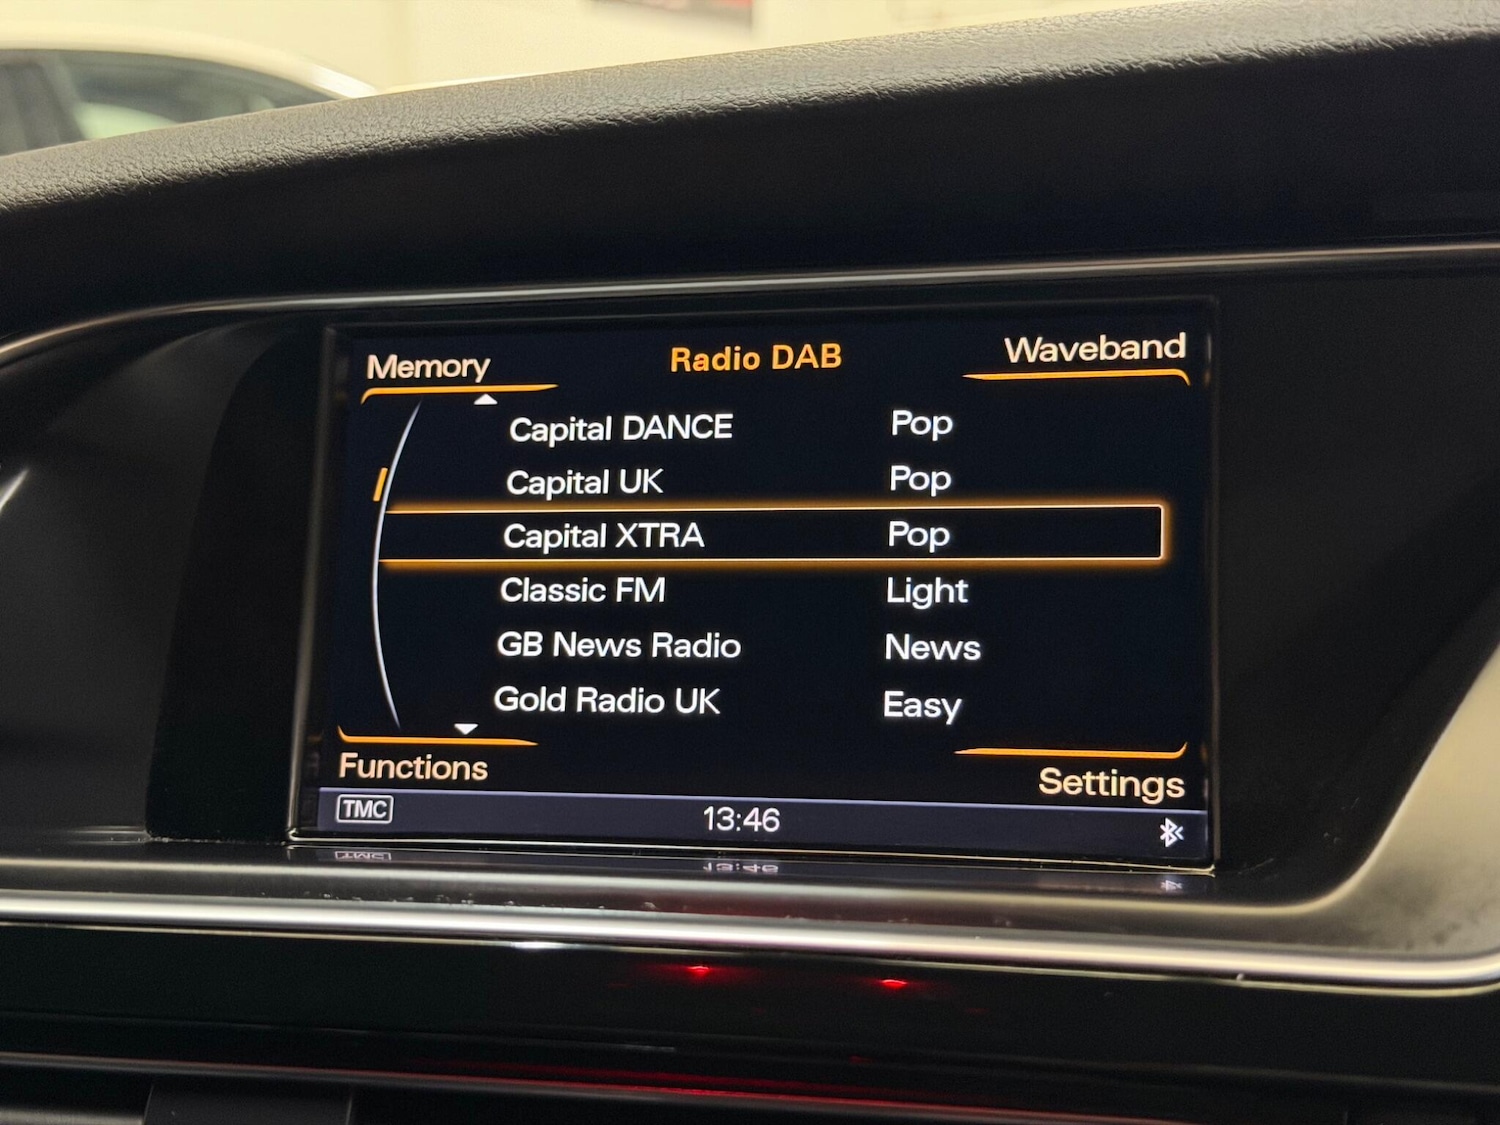 Memory Radio DAB Waveband
Capital DANCE Pop
Capital UK Pop
Capital XTRA Pop
Classic FM Light
GB News Radio News
Gold Radio UK Easy
Functions Settings
TMC 13:46